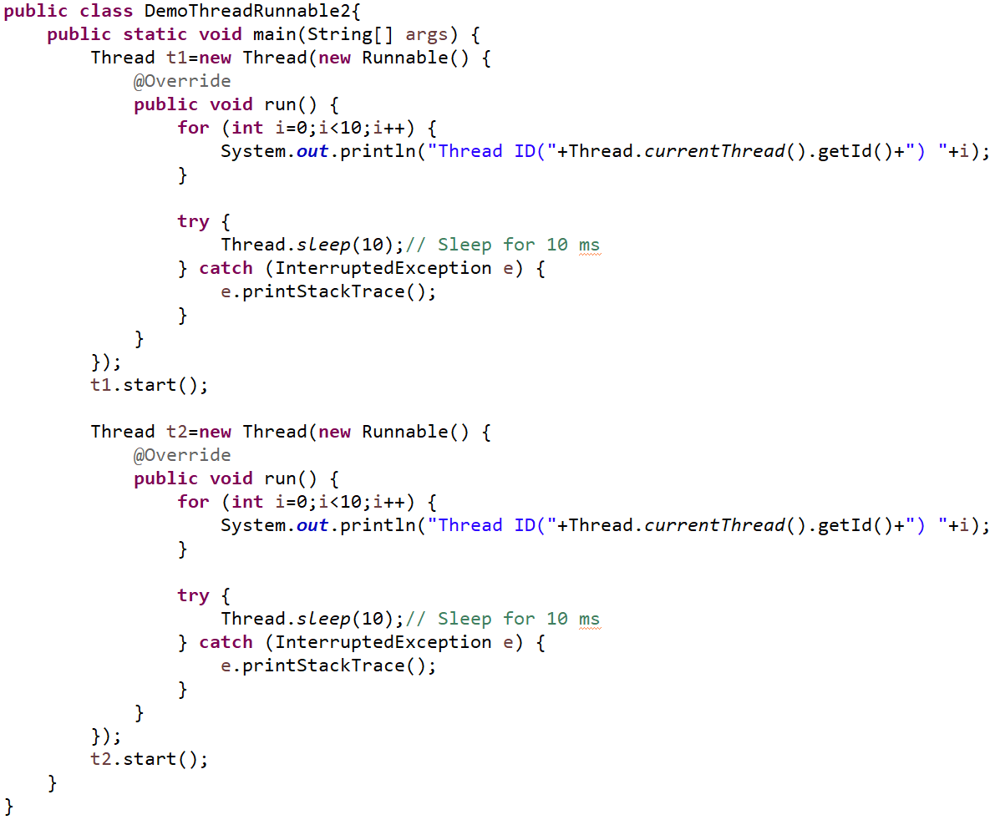 public class DemoThreadRunnable2{
    public static void main(String[] args) {
        Thread t1=new Thread(new Runnable() {
            @Override
            public void run() {
                for (int i=0;i<10;i++) {
                    System.out.println("Thread ID("+Thread.currentThread().getId()+") "+i);
                }

                try {
                    Thread.sleep(10);// Sleep for 10 ms
                } catch (InterruptedException e) {
                    e.printStackTrace();
                }
            }
        });
        t1.start();

        Thread t2=new Thread(new Runnable() {
            @Override
            public void run() {
                for (int i=0;i<10;i++) {
                    System.out.println("Thread ID("+Thread.currentThread().getId()+") "+i);
                }

                try {
                    Thread.sleep(10);// Sleep for 10 ms
                } catch (InterruptedException e) {
                    e.printStackTrace();
                }
            }
        });
        t2.start();
    }
}